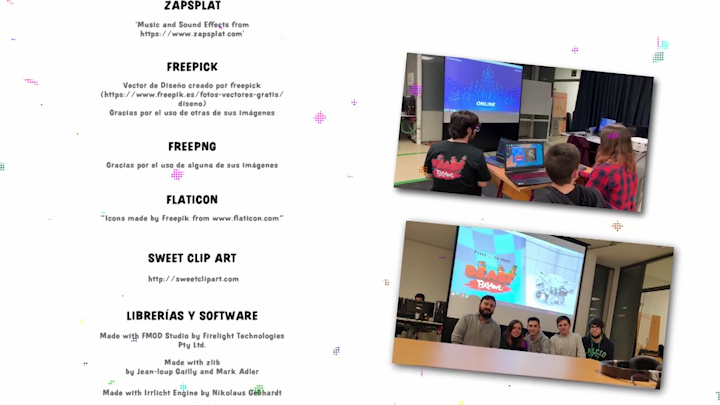 ZAPSPLAT
'Music and Sound Effects from
https://www.zapsplat.com'
FREEPICK
Vector de Diseño creado por freepick
(https://www.freepik.es/fotos-vectores-gratis/
diseno)
Gracias por el uso de otras de sus imágenes
FREEPNG
Gracias por el uso de alguna de sus imágenes
FLATICON
"Icons made by Freepik from www.flaticon.com"
SWEET CLIP ART
http://sweetclipart.com
LIBRERÍAS Y SOFTWARE
Made with FMOD Studio by Firelight Technologies
Pty Ltd.
Made with zlib
by Jean-loup Gailly and Mark Adler
Made with Irrlicht Engine by Nikolaus Gebhardt
ONLINE
Press
to start